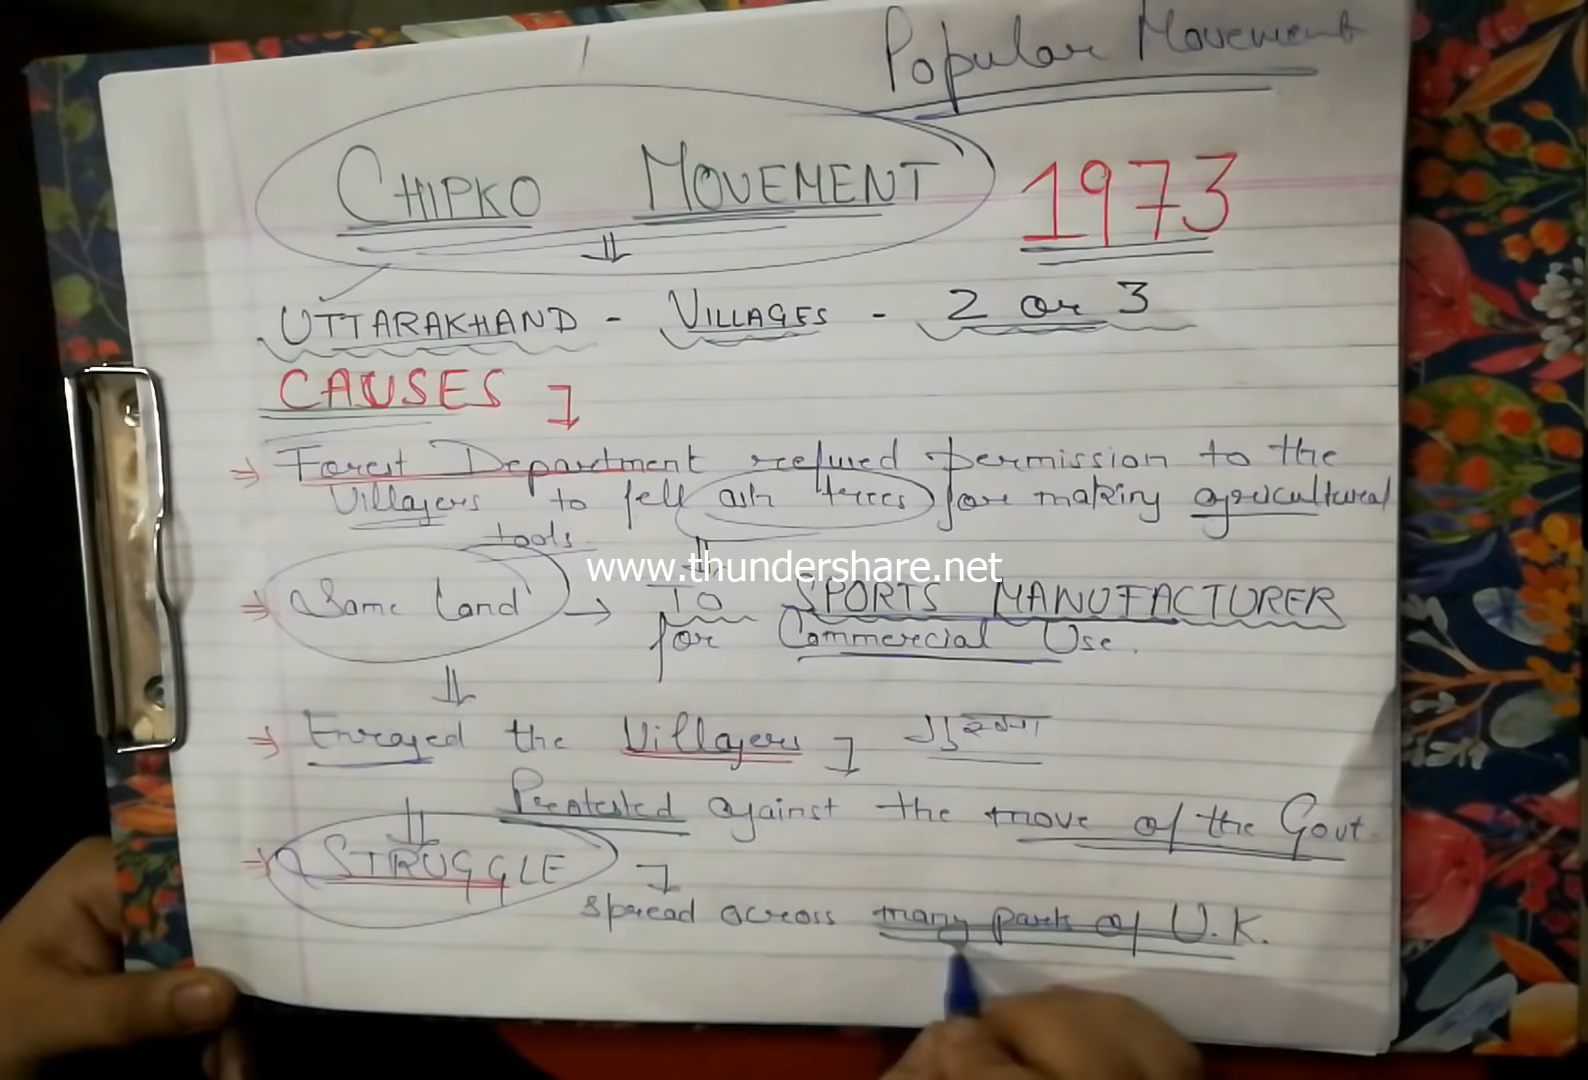 Popular Movement
CHIPKO MOVEMENT 1973
UTTARAKHAND - VILLAGES - 2 or 3
CAUSES
Forest Department refused permission to the
Villagers to fell ash trees for making agricultural
tools.
www.thundershare.net
Same land → TO SPORTS MANUFACTURER
for Commercial Use.
Enraged the Villagers गुस्सा
Protested against the move of the Govt.
STRUGGLE
spread across many parts of U.K.